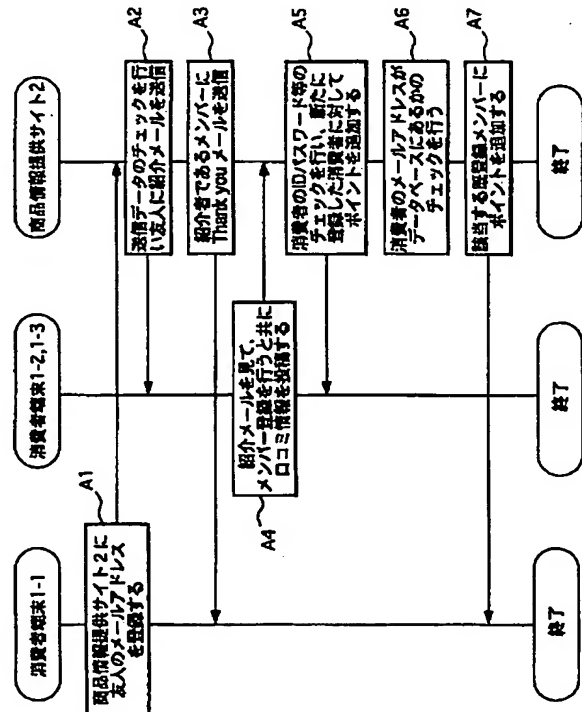 消費者端末1-1
消費者端末1-2,1-3
商品情報提供サイト2
A1
商品情報提供サイト2に
友人のメールアドレス
を登録する
A2
送信データのチェックを行
い友人に紹介メールを送信
A3
紹介者であるメンバーに
Thank you メールを送信
A4
紹介メールを見て、
メンバー登録を行うと共に
口コミ情報を投稿する
A5
消費者のIDパスワード等の
チェックを行い、新たに
登録した消費者に対して
ポイントを追加する
A6
消費者のメールアドレスが
データベースにあるかの
チェックを行う
A7
該当する既登録メンバーに
ポイントを追加する
終了
終了
終了